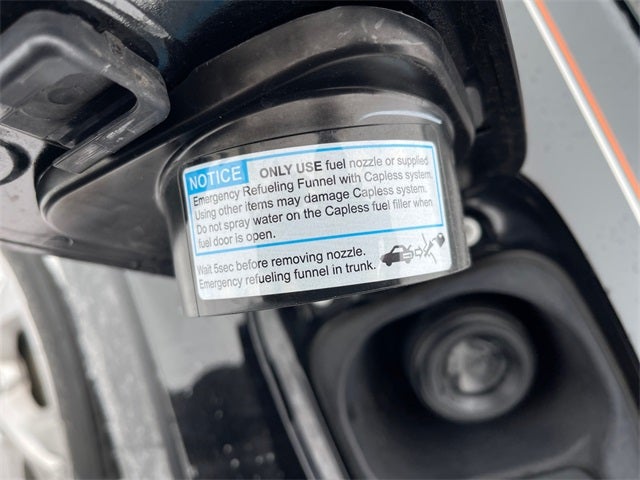 NOTICE ONLY USE fuel nozzle or supplied
Emergency Refueling Funnel with Capless system.
Using other items may damage Capless system.
Do not spray water on the Capless fuel filler when
fuel door is open.
Wait 5sec before removing nozzle.
Emergency refueling funnel in trunk.